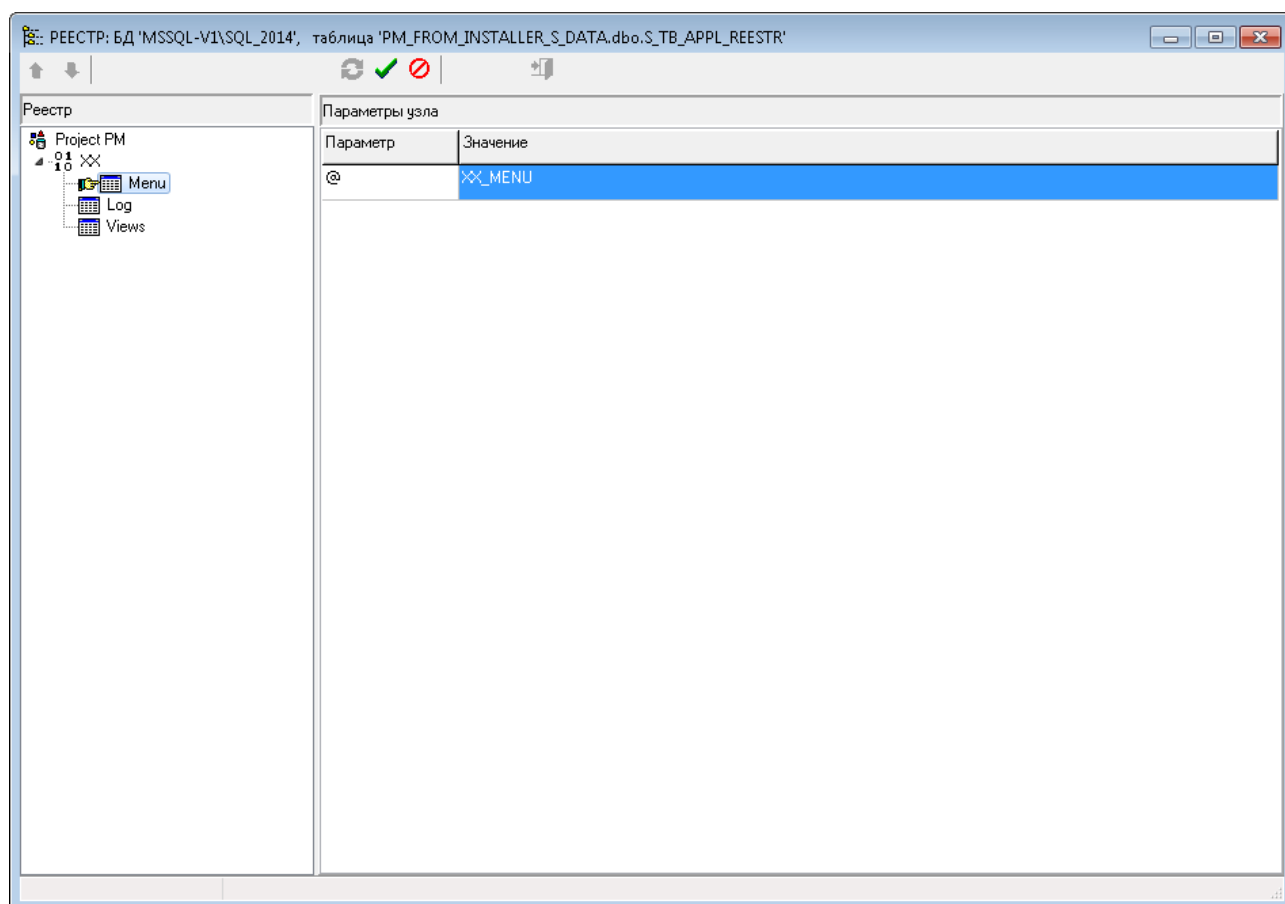 РЕЕСТР: БД 'MSSQL-V1\SQL_2014', таблица 'PM_FROM_INSTALLER_S_DATA.dbo.S_TB_APPL_REESTR'
Реестр
Параметры узла
Project PM
XX
Menu
Log
Views
Параметр Значение
@ XX_MENU